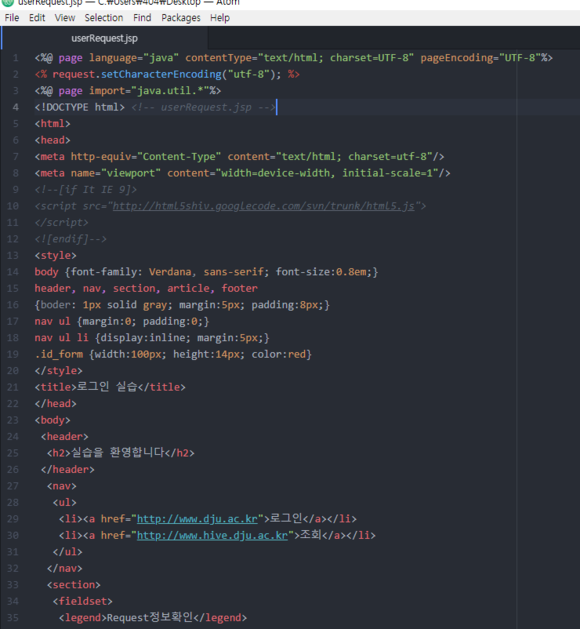 userRequest.jsp — C:\Users\404\Desktop — Atom
File Edit View Selection Find Packages Help
userRequest.jsp
1 <%@ page language="java" contentType="text/html; charset=UTF-8" pageEncoding="UTF-8"%>
2 <% request.setCharacterEncoding("utf-8"); %>
3 <%@ page import="java.util.*"%>
4 <!DOCTYPE html> <!-- userRequest.jsp -->
5 <html>
6 <head>
7 <meta http-equiv="Content-Type" content="text/html; charset=utf-8"/>
8 <meta name="viewport" content="width=device-width, initial-scale=1"/>
9 <!--[if It IE 9]>
10 <script src="http://html5shiv.googlecode.com/svn/trunk/html5.js">
11 </script>
12 <![endif]-->
13 <style>
14 body {font-family: Verdana, sans-serif; font-size:0.8em;}
15 header, nav, section, article, footer
16 {boder: 1px solid gray; margin:5px; padding:8px;}
17 nav ul {margin:0; padding:0;}
18 nav ul li {display:inline; margin:5px;}
19 .id_form {width:100px; height:14px; color:red}
20 </style>
21 <title>로그인 실습</title>
22 </head>
23 <body>
24 <header>
25 <h2>실습을 환영합니다</h2>
26 </header>
27 <nav>
28 <ul>
29 <li><a href="http://www.dju.ac.kr">로그인</a></li>
30 <li><a href="http://www.hive.dju.ac.kr">조회</a></li>
31 </ul>
32 </nav>
33 <section>
34 <fieldset>
35 <legend>Request정보확인</legend>